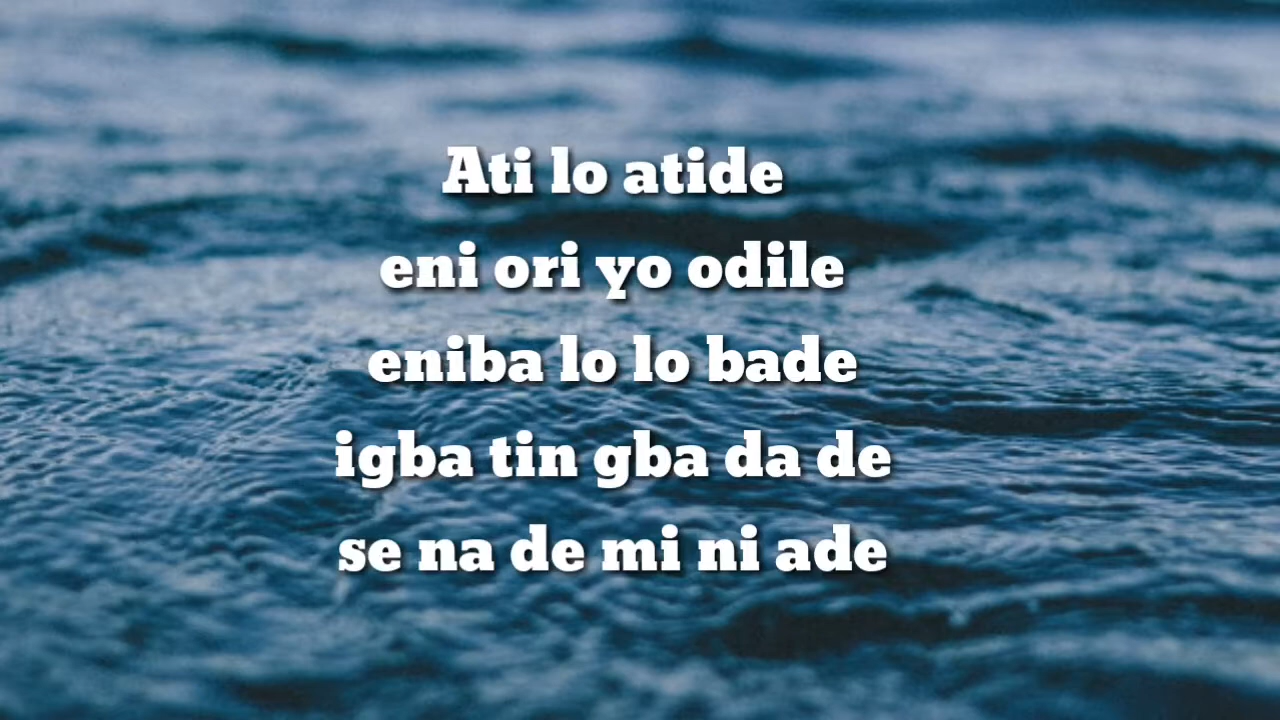 Ati lo atide
eni ori yo odile
eniba lo lo bade
igba tin gba da de
se na de mi ni ade